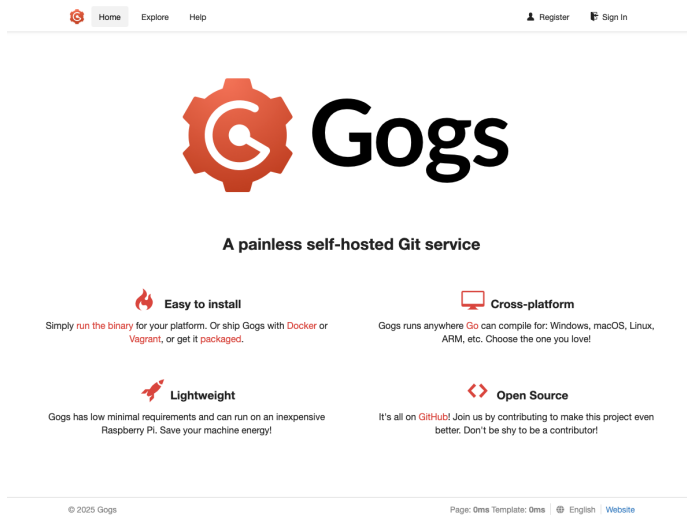 Home Explore Help Register Sign In
Gogs
A painless self-hosted Git service
Easy to install
Simply run the binary for your platform. Or ship Gogs with Docker or
Vagrant, or get it packaged.
Cross-platform
Gogs runs anywhere Go can compile for: Windows, macOS, Linux,
ARM, etc. Choose the one you love!
Lightweight
Gogs has low minimal requirements and can run on an inexpensive
Raspberry Pi. Save your machine energy!
Open Source
It's all on GitHub! Join us by contributing to make this project even
better. Don't be shy to be a contributor!
© 2025 Gogs Page: 0ms Template: 0ms English Website